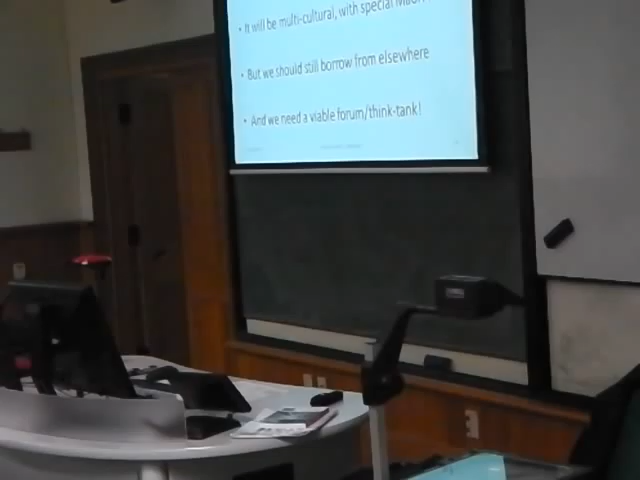 • It will be multi-cultural, with special
• But we should still borrow from elsewhere
• And we need a viable forum/think-tank!